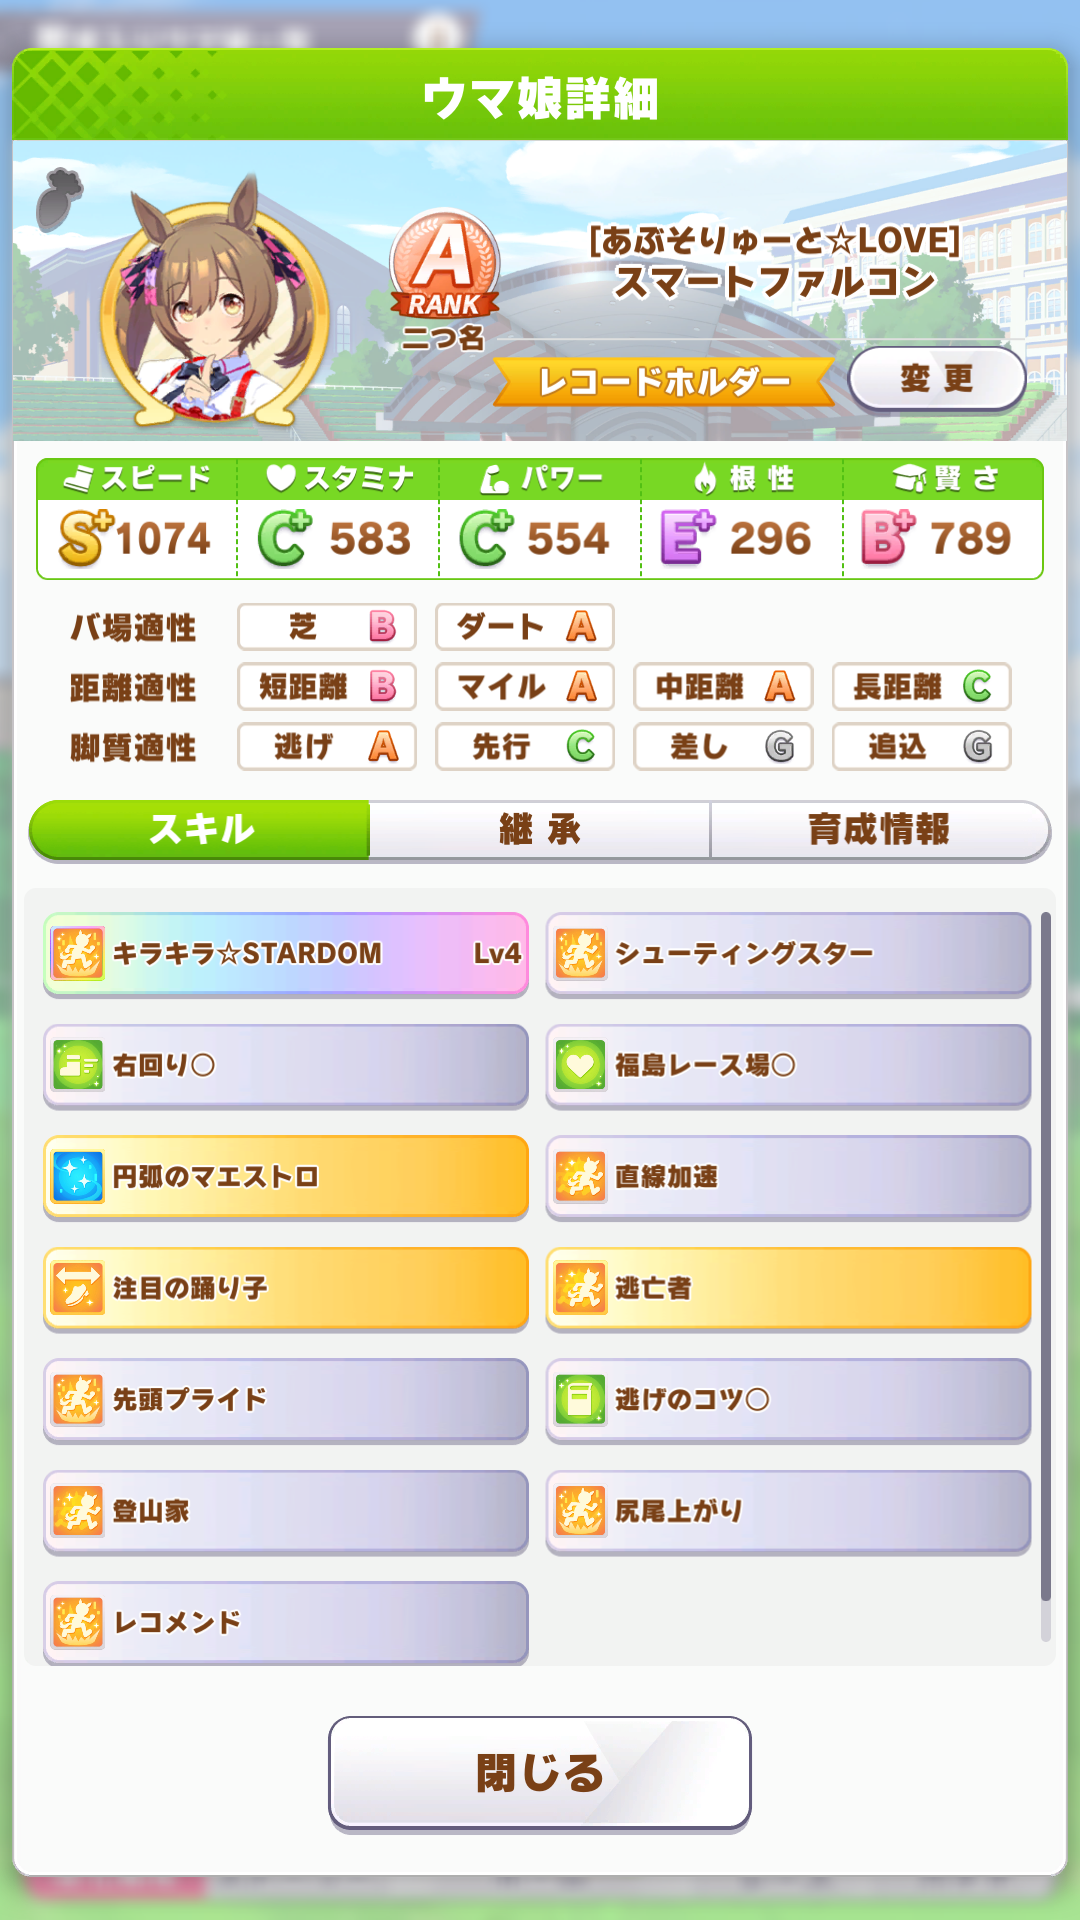 ウマ娘詳細
[あぶそりゅーと☆LOVE]
スマートファルコン
A
RANK
二つ名
レコードホルダー
変更
スピード スタミナ パワー 根性 賢さ
S+ 1074 C+ 583 C+ 554 E+ 296 B+ 789
バ場適性 芝 B ダート A
距離適性 短距離 B マイル A 中距離 A 長距離 C
脚質適性 逃げ A 先行 C 差し G 追込 G
スキル 継承 育成情報
キラキラ☆STARDOM Lv4 シューティングスター
右回り○ 福島レース場○
円弧のマエストロ 直線加速
注目の踊り子 逃亡者
先頭プライド 逃げのコツ○
登山家 尻尾上がり
レコメンド
閉じる